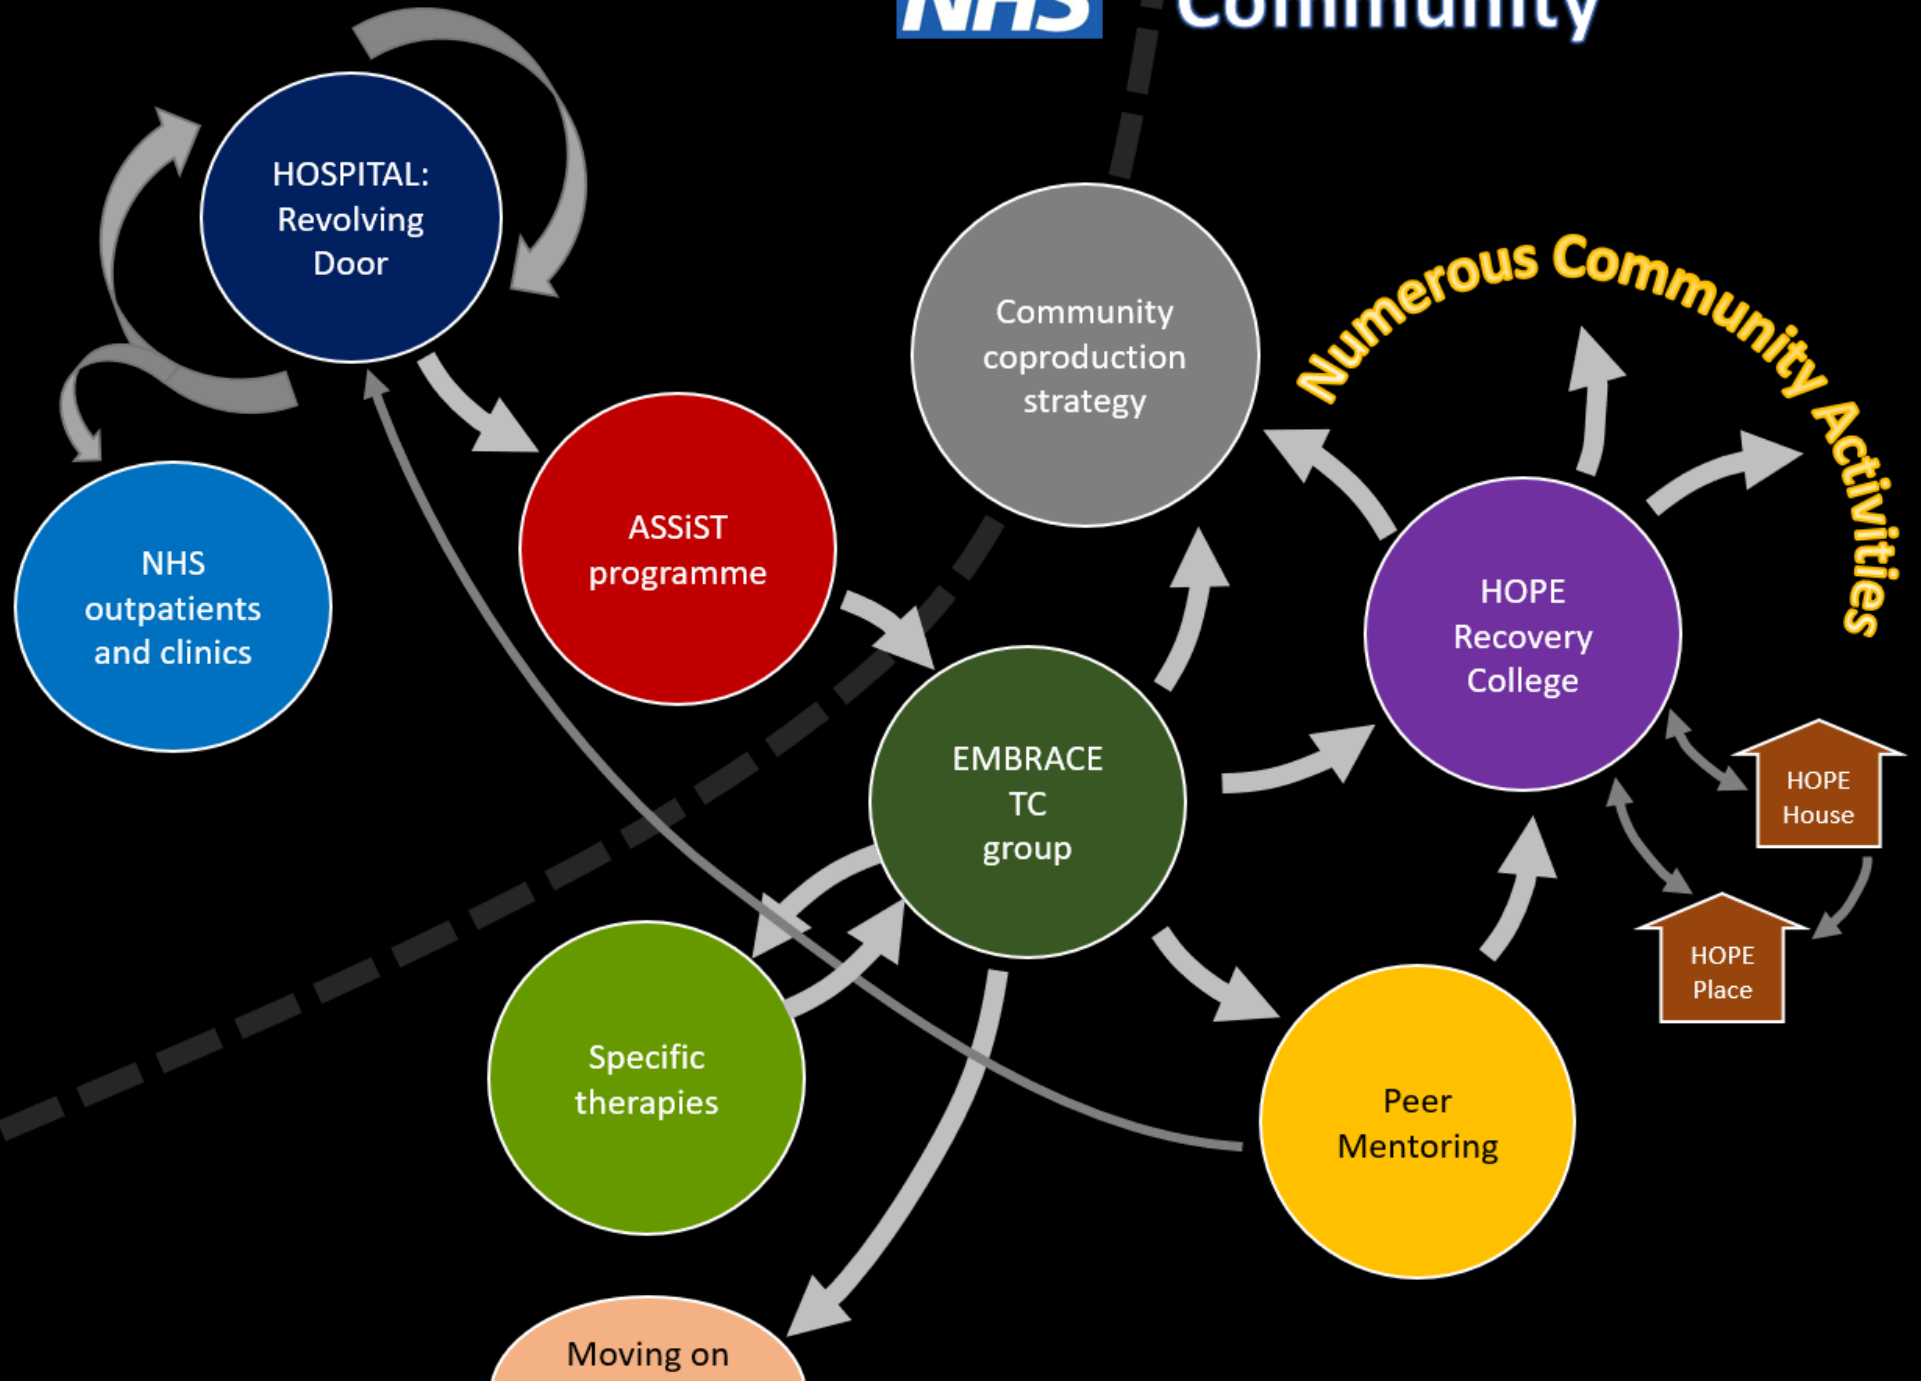 NHS
Community
HOSPITAL:
Revolving
Door
Community
coproduction
strategy
Numerous Community Activities
ASSiST
programme
NHS
outpatients
and clinics
HOPE
Recovery
College
EMBRACE
TC
group
HOPE
House
HOPE
Place
Specific
therapies
Peer
Mentoring
Moving on